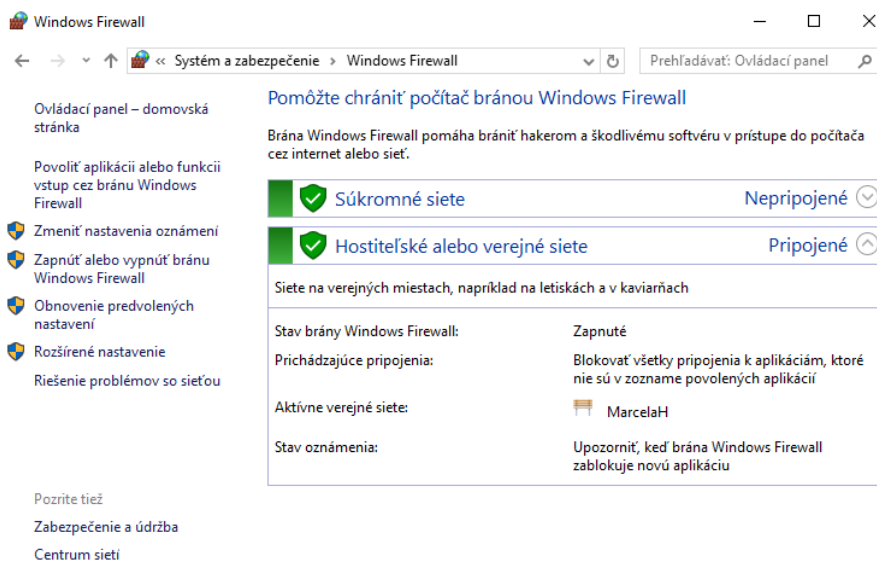 Windows Firewall
« Systém a zabezpečenie › Windows Firewall
Prehľadávať: Ovládací panel
Ovládací panel – domovská
stránka
Povoliť aplikácii alebo funkcii
vstup cez bránu Windows
Firewall
Zmeniť nastavenia oznámení
Zapnúť alebo vypnúť bránu
Windows Firewall
Obnovenie predvolených
nastavení
Rozšírené nastavenie
Riešenie problémov so sieťou
Pozrite tiež
Zabezpečenie a údržba
Centrum sietí
Pomôžte chrániť počítač bránou Windows Firewall
Brána Windows Firewall pomáha brániť hakerom a škodlivému softvéru v prístupe do počítača
cez internet alebo sieť.
Súkromné siete Nepripojené
Hostiteľské alebo verejné siete Pripojené
Siete na verejných miestach, napríklad na letiskách a v kaviarňach
Stav brány Windows Firewall: Zapnuté
Prichádzajúce pripojenia: Blokovať všetky pripojenia k aplikáciám, ktoré
nie sú v zozname povolených aplikácií
Aktívne verejné siete: MarcelaH
Stav oznámenia: Upozorniť, keď brána Windows Firewall
zablokuje novú aplikáciu